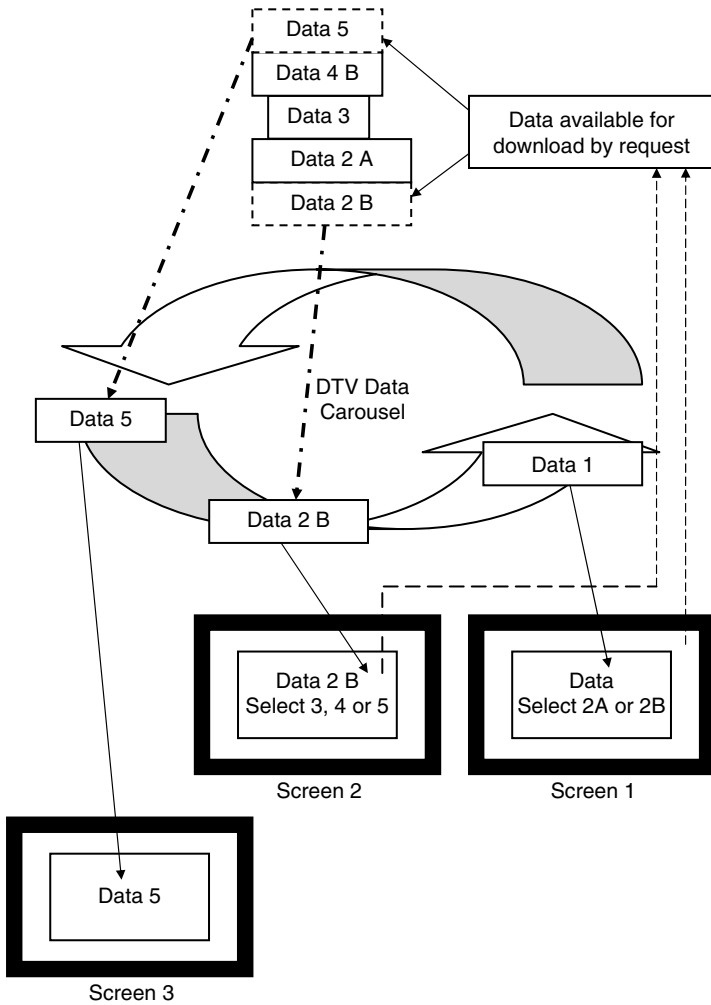 Data 5
Data 4 B
Data 3
Data 2 A
Data 2 B
Data available for
download by request
DTV Data
Carousel
Data 5
Data 1
Data 2 B
Data 2 B
Select 3, 4 or 5
Data
Select 2A or 2B
Screen 2
Screen 1
Data 5
Screen 3